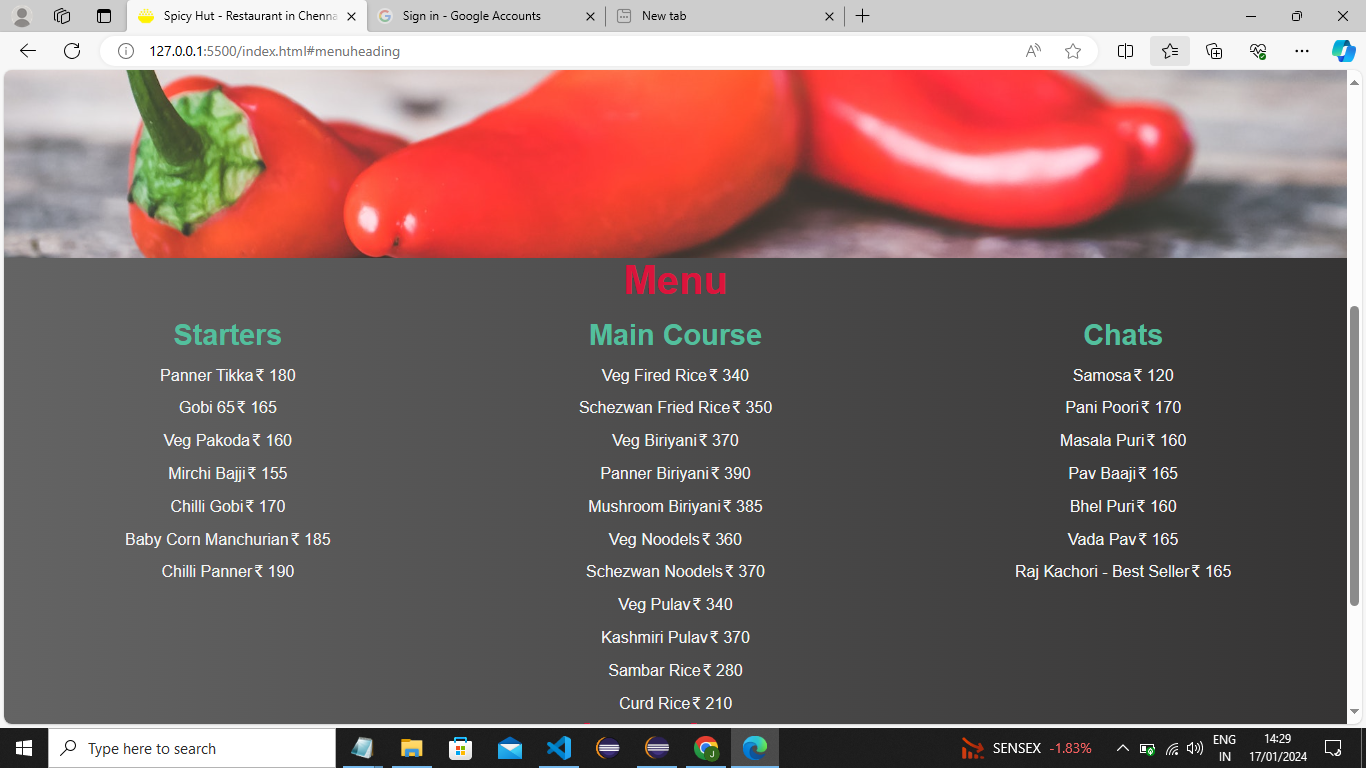 Spicy Hut - Restaurant in Chenna
Sign in - Google Accounts
New tab
127.0.0.1:5500/index.html#menuheading
Menu
Starters
Panner Tikka₹ 180
Gobi 65₹ 165
Veg Pakoda₹ 160
Mirchi Bajji₹ 155
Chilli Gobi₹ 170
Baby Corn Manchurian₹ 185
Chilli Panner₹ 190
Main Course
Veg Fired Rice₹ 340
Schezwan Fried Rice₹ 350
Veg Biriyani₹ 370
Panner Biriyani₹ 390
Mushroom Biriyani₹ 385
Veg Noodels₹ 360
Schezwan Noodels₹ 370
Veg Pulav₹ 340
Kashmiri Pulav₹ 370
Sambar Rice₹ 280
Curd Rice₹ 210
Chats
Samosa₹ 120
Pani Poori₹ 170
Masala Puri₹ 160
Pav Baaji₹ 165
Bhel Puri₹ 160
Vada Pav₹ 165
Raj Kachori - Best Seller₹ 165
Type here to search
SENSEX -1.83%
ENG
IN
14:29
17/01/2024